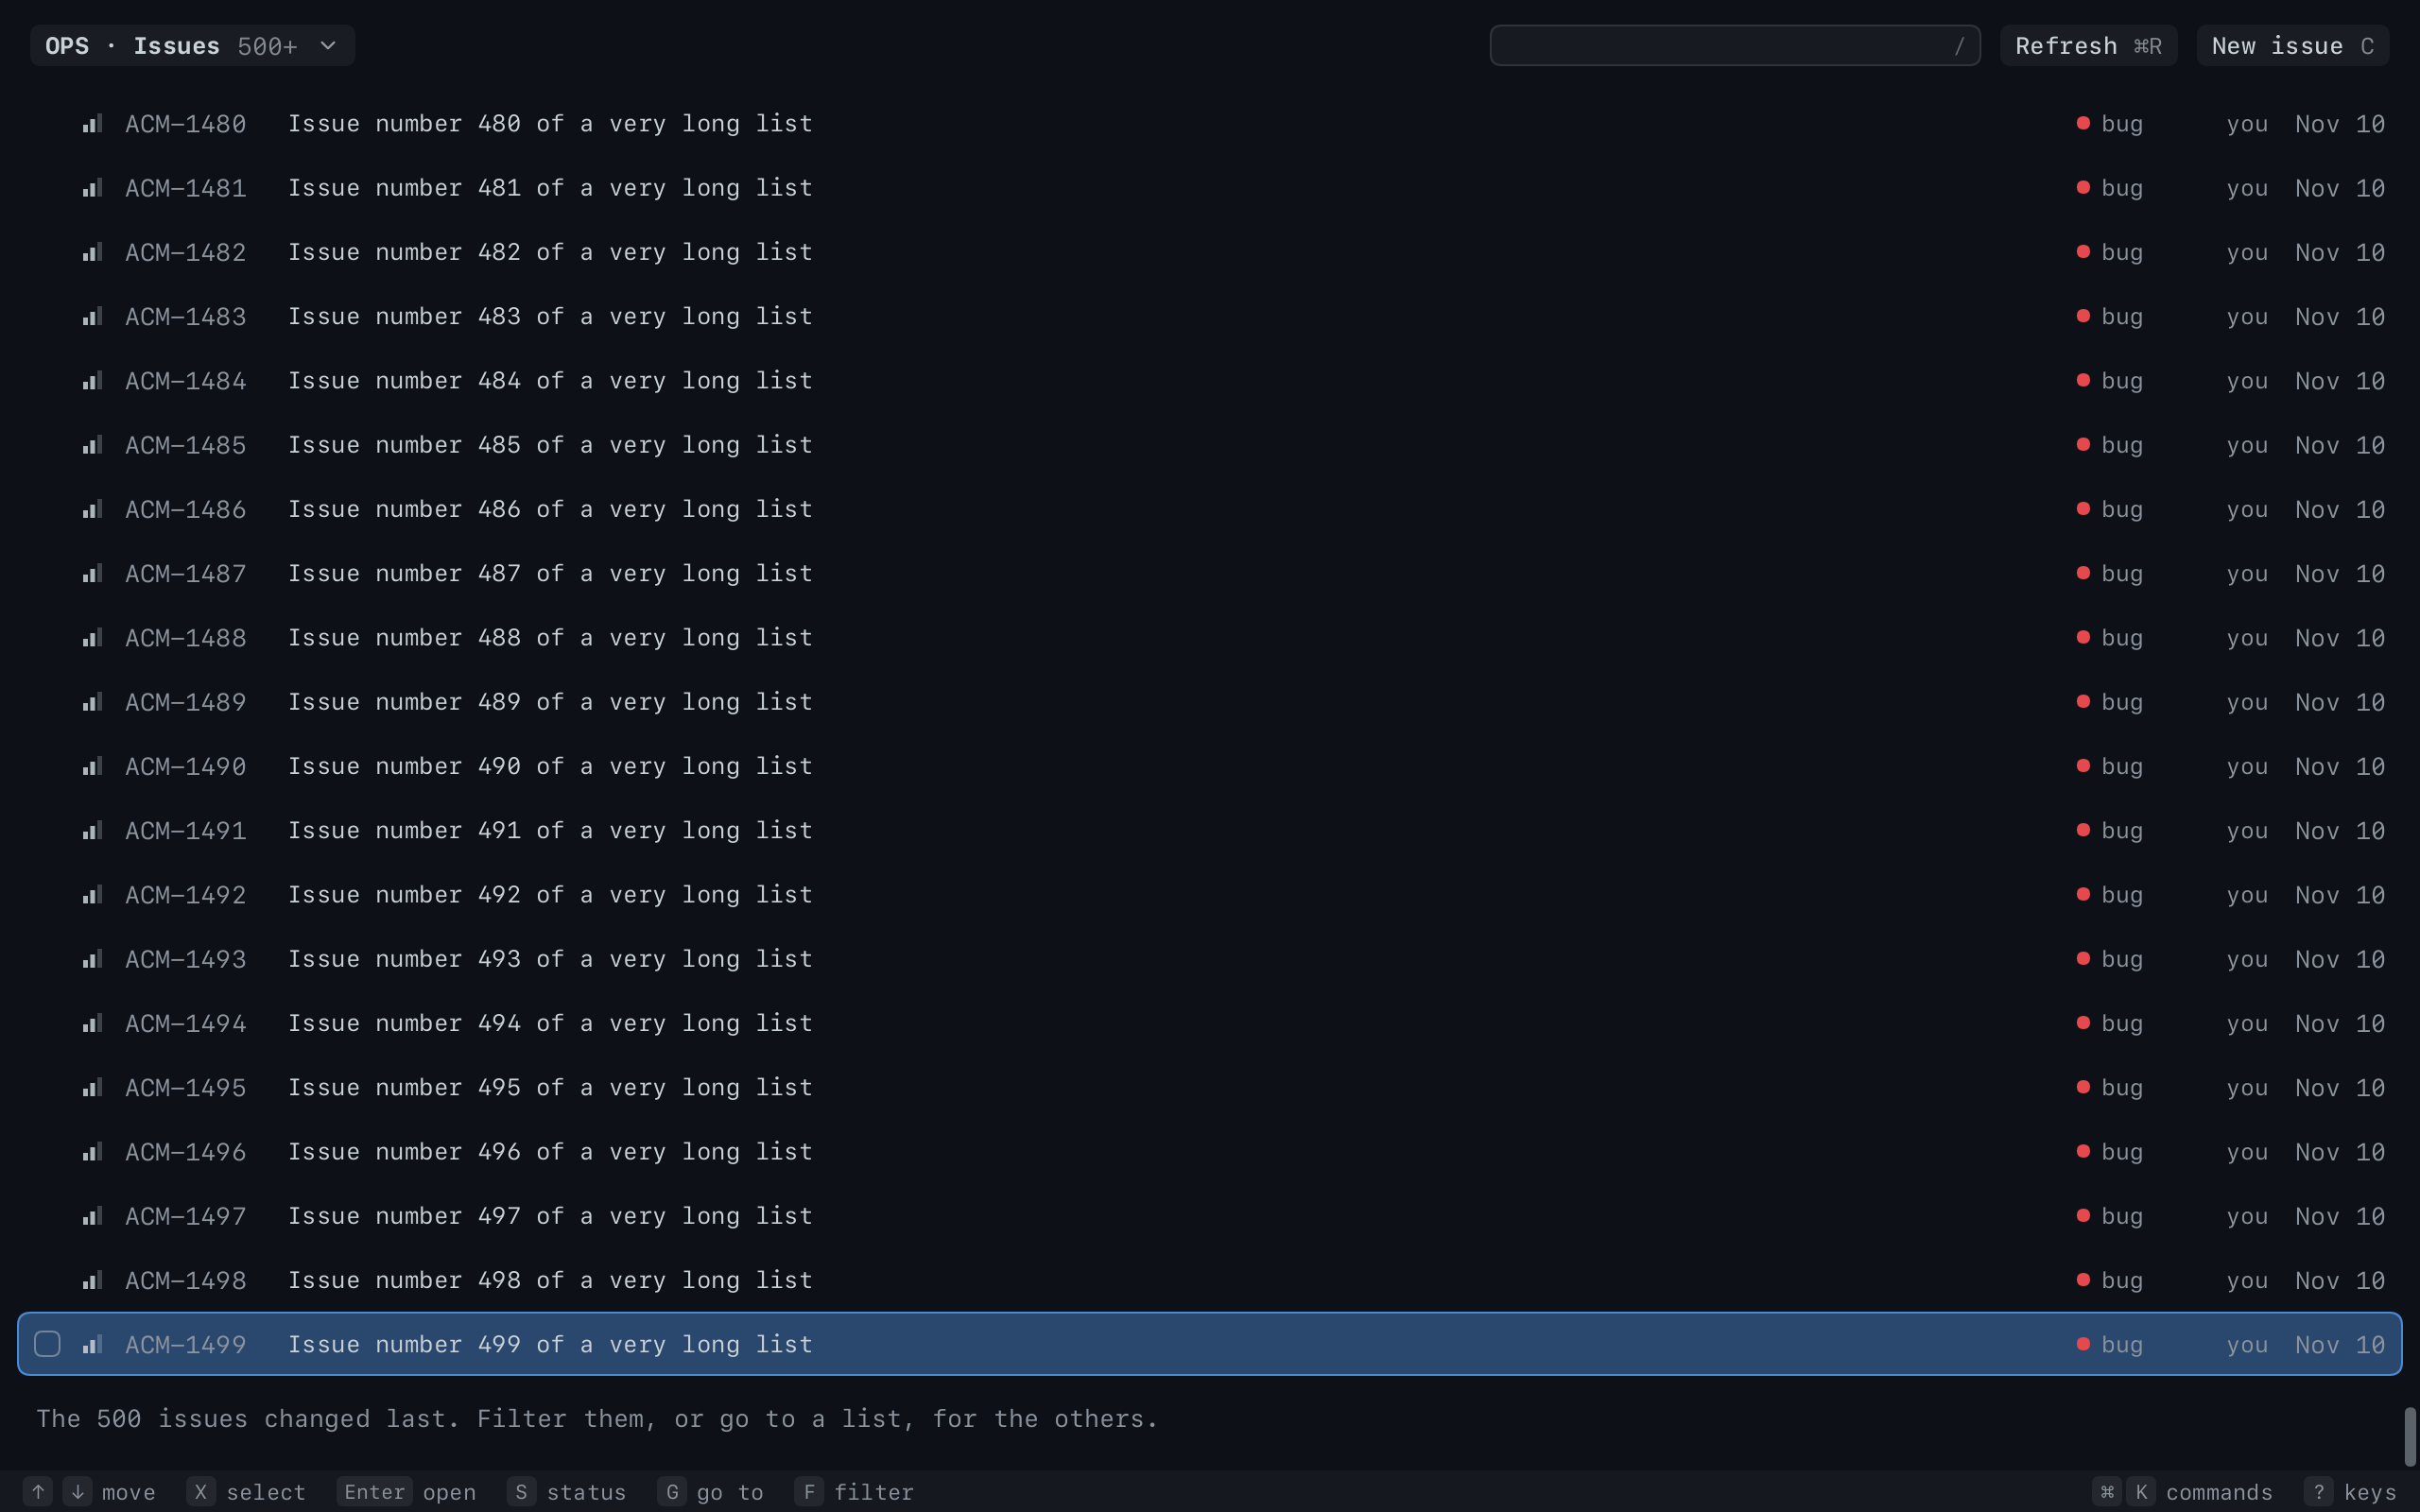 OPS · Issues 500+ / Refresh ⌘R New issue C
ACM-1480 Issue number 480 of a very long list bug you Nov 10
ACM-1481 Issue number 481 of a very long list bug you Nov 10
ACM-1482 Issue number 482 of a very long list bug you Nov 10
ACM-1483 Issue number 483 of a very long list bug you Nov 10
ACM-1484 Issue number 484 of a very long list bug you Nov 10
ACM-1485 Issue number 485 of a very long list bug you Nov 10
ACM-1486 Issue number 486 of a very long list bug you Nov 10
ACM-1487 Issue number 487 of a very long list bug you Nov 10
ACM-1488 Issue number 488 of a very long list bug you Nov 10
ACM-1489 Issue number 489 of a very long list bug you Nov 10
ACM-1490 Issue number 490 of a very long list bug you Nov 10
ACM-1491 Issue number 491 of a very long list bug you Nov 10
ACM-1492 Issue number 492 of a very long list bug you Nov 10
ACM-1493 Issue number 493 of a very long list bug you Nov 10
ACM-1494 Issue number 494 of a very long list bug you Nov 10
ACM-1495 Issue number 495 of a very long list bug you Nov 10
ACM-1496 Issue number 496 of a very long list bug you Nov 10
ACM-1497 Issue number 497 of a very long list bug you Nov 10
ACM-1498 Issue number 498 of a very long list bug you Nov 10
ACM-1499 Issue number 499 of a very long list bug you Nov 10
The 500 issues changed last. Filter them, or go to a list, for the others.
↑ ↓ move X select Enter open S status G go to F filter ⌘ K commands ? keys